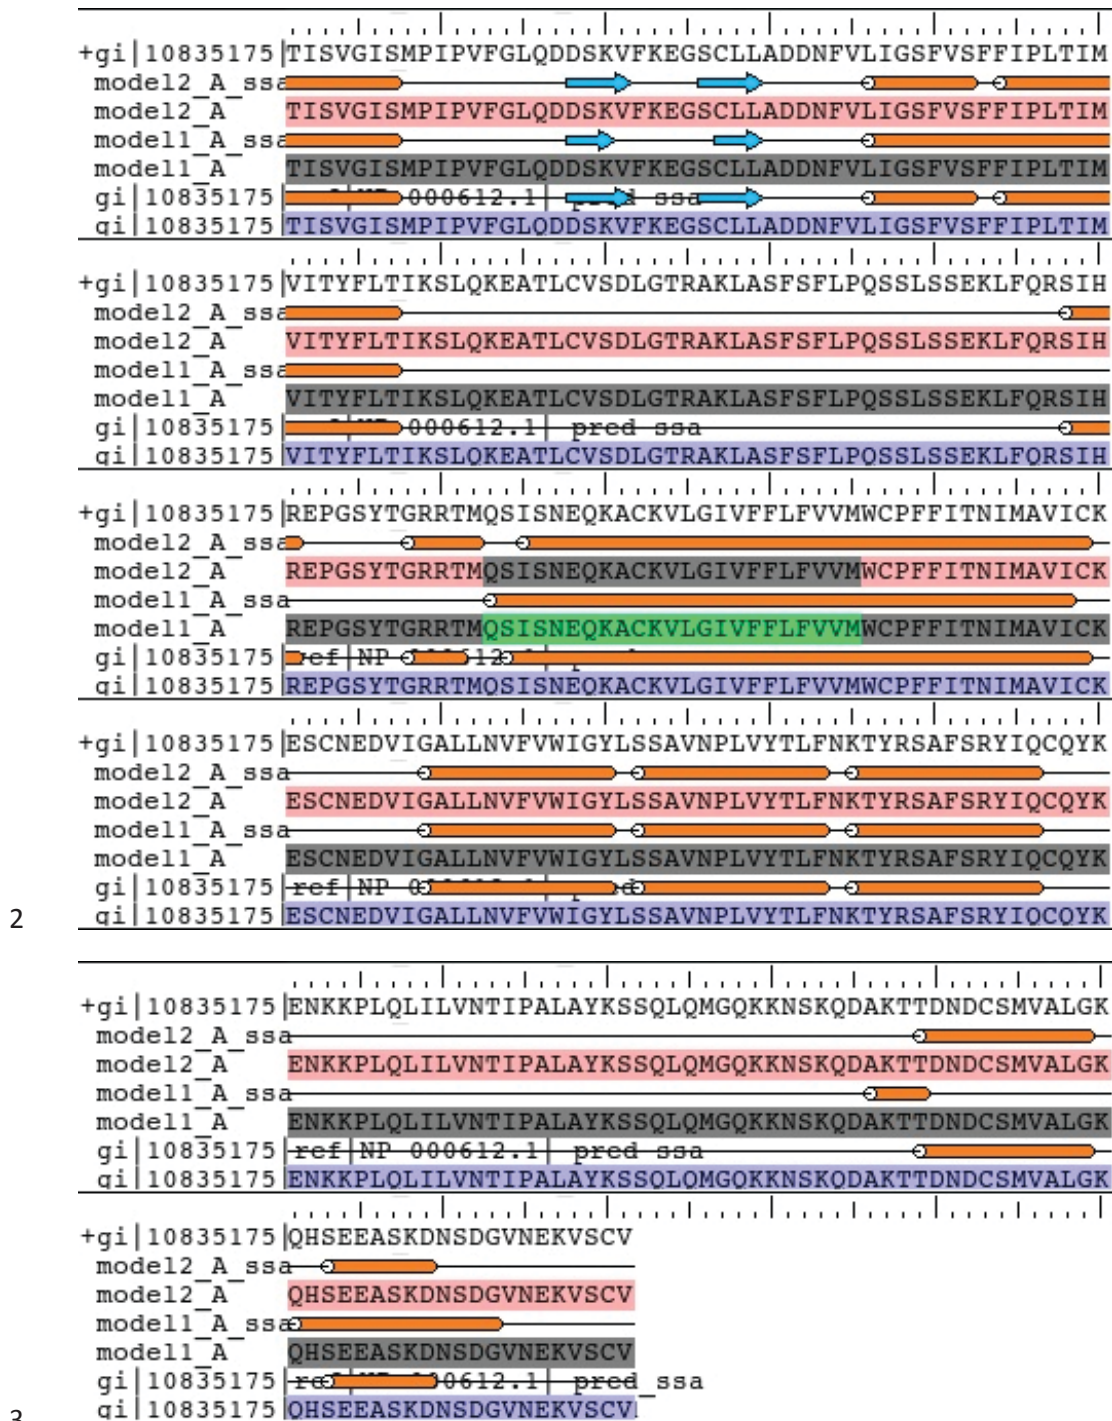 +gi|10835175|TISVGISMPIPVFGLQDDSKVFKEGSCLLADDNFVLIGSFVSFFIPLTIM
model2_A_ssa
model2_A TISVGISMPIPVFGLQDDSKVFKEGSCLLADDNFVLIGSFVSFFIPLTIM
model1_A_ssa
model1_A TISVGISMPIPVFGLQDDSKVFKEGSCLLADDNFVLIGSFVSFFIPLTIM
gi|10835175 000612.1| ssa
gi|10835175|TISVGISMPIPVFGLQDDSKVFKEGSCLLADDNFVLIGSFVSFFIPLTIM
+gi|10835175|VITYFLTIKSLQKEATLCVSDLGTRAKLASFSFLPQSSLSSEKLFQRSIH
model2_A_ssa
model2_A VITYFLTIKSLQKEATLCVSDLGTRAKLASFSFLPQSSLSSEKLFQRSIH
model1_A_ssa
model1_A VITYFLTIKSLQKEATLCVSDLGTRAKLASFSFLPQSSLSSEKLFQRSIH
gi|10835175 000612.1| pred ssa
gi|10835175|VITYFLTIKSLQKEATLCVSDLGTRAKLASFSFLPQSSLSSEKLFQRSIH
+gi|10835175|REPGSYTGRRTMQSISNEQKACKVLGIVFFLFVVMWCPFFITNIMAVICK
model2_A_ssa
model2_A REPGSYTGRRTMQSISNEQKACKVLGIVFFLFVVMWCPFFITNIMAVICK
model1_A_ssa
model1_A REPGSYTGRRTMQSISNEQKACKVLGIVFFLFVVMWCPFFITNIMAVICK
gi|10835175 |NP
gi|10835175|REPGSYTGRRTMQSISNEQKACKVLGIVFFLFVVMWCPFFITNIMAVICK
+gi|10835175|ESCNEDVIGALLNVFVWIGYLSSAVNPLVYTLFNKTYRSAFSRYIQCQYK
model2_A_ssa
model2_A ESCNEDVIGALLNVFVWIGYLSSAVNPLVYTLFNKTYRSAFSRYIQCQYK
model1_A_ssa
model1_A ESCNEDVIGALLNVFVWIGYLSSAVNPLVYTLFNKTYRSAFSRYIQCQYK
gi|10835175|ref|NP
2 gi|10835175|ESCNEDVIGALLNVFVWIGYLSSAVNPLVYTLFNKTYRSAFSRYIQCQYK
+gi|10835175|ENKKPLQLILVNTIPALAYKSSQLQMGQKKNSKQDAKTTDNDCSMVALGK
model2_A_ssa
model2_A ENKKPLQLILVNTIPALAYKSSQLQMGQKKNSKQDAKTTDNDCSMVALGK
model1_A_ssa
model1_A ENKKPLQLILVNTIPALAYKSSQLQMGQKKNSKQDAKTTDNDCSMVALGK
gi|10835175|ref|NP 000612.1| pred ssa
gi|10835175|ENKKPLQLILVNTIPALAYKSSQLQMGQKKNSKQDAKTTDNDCSMVALGK
+gi|10835175|QHSEEASKDNSDGVNEKVSCV
model2_A_ssa
model2_A QHSEEASKDNSDGVNEKVSCV
model1_A_ssa
model1_A QHSEEASKDNSDGVNEKVSCV
gi|10835175 0612.1| pred_ssa
3 gi|10835175|QHSEEASKDNSDGVNEKVSCV